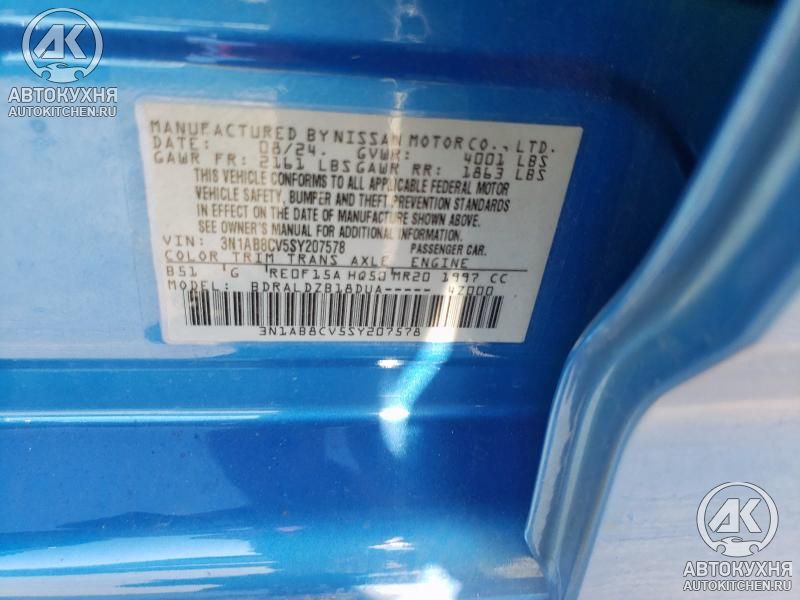 АК
АВТОКУХНЯ
AUTOKITCHEN.RU
MANUFACTURED BY NISSAN MOTOR CO., LTD.
DATE: 08/24. GVWR: 4001 LBS
GAWR FR: 2161 LBS GAWR RR: 1863 LBS
THIS VEHICLE CONFORMS TO ALL APPLICABLE FEDERAL MOTOR
VEHICLE SAFETY, BUMPER AND THEFT PREVENTION STANDARDS
IN EFFECT ON THE DATE OF MANUFACTURE SHOWN ABOVE.
SEE OWNER'S MANUAL FOR ADDITIONAL INFORMATION.
VIN: 3N1AB8CV5SY207578 PASSENGER CAR.
COLOR TRIM TRANS AXLE ENGINE
B51 G RE0F15A HQ50 MR20 1997 CC
MODEL: BDRALDZB18DUA----- 4Z000
3N1AB8CV5SY207578
АК
АВТОКУХНЯ
AUTOKITCHEN.RU